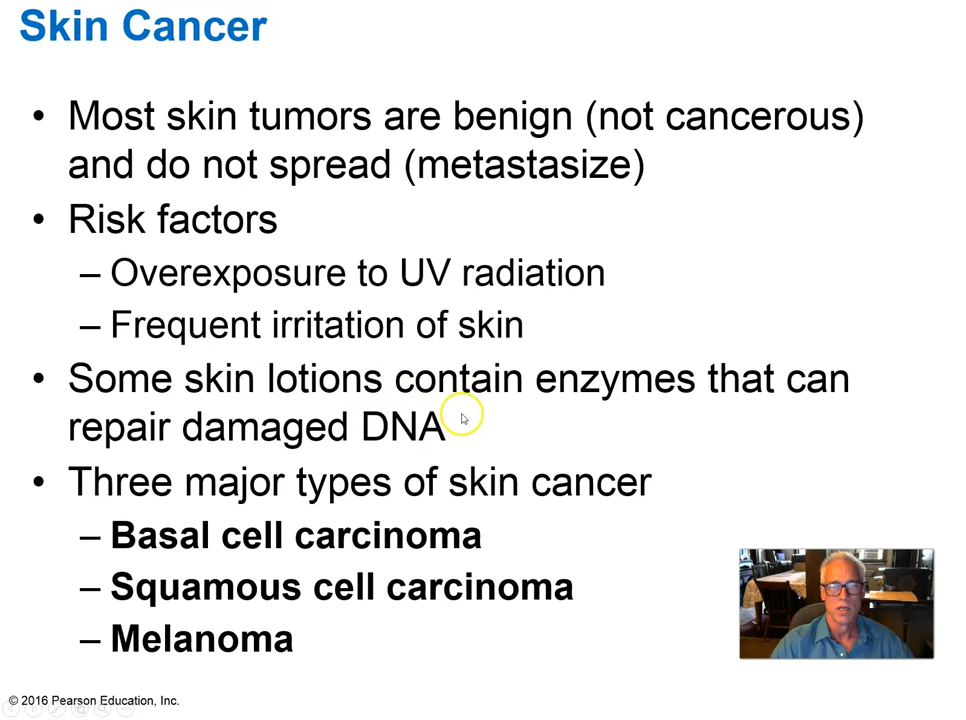 Skin Cancer
• Most skin tumors are benign (not cancerous)
and do not spread (metastasize)
• Risk factors
– Overexposure to UV radiation
– Frequent irritation of skin
• Some skin lotions contain enzymes that can
repair damaged DNA
• Three major types of skin cancer
– Basal cell carcinoma
– Squamous cell carcinoma
– Melanoma
© 2016 Pearson Education, Inc.